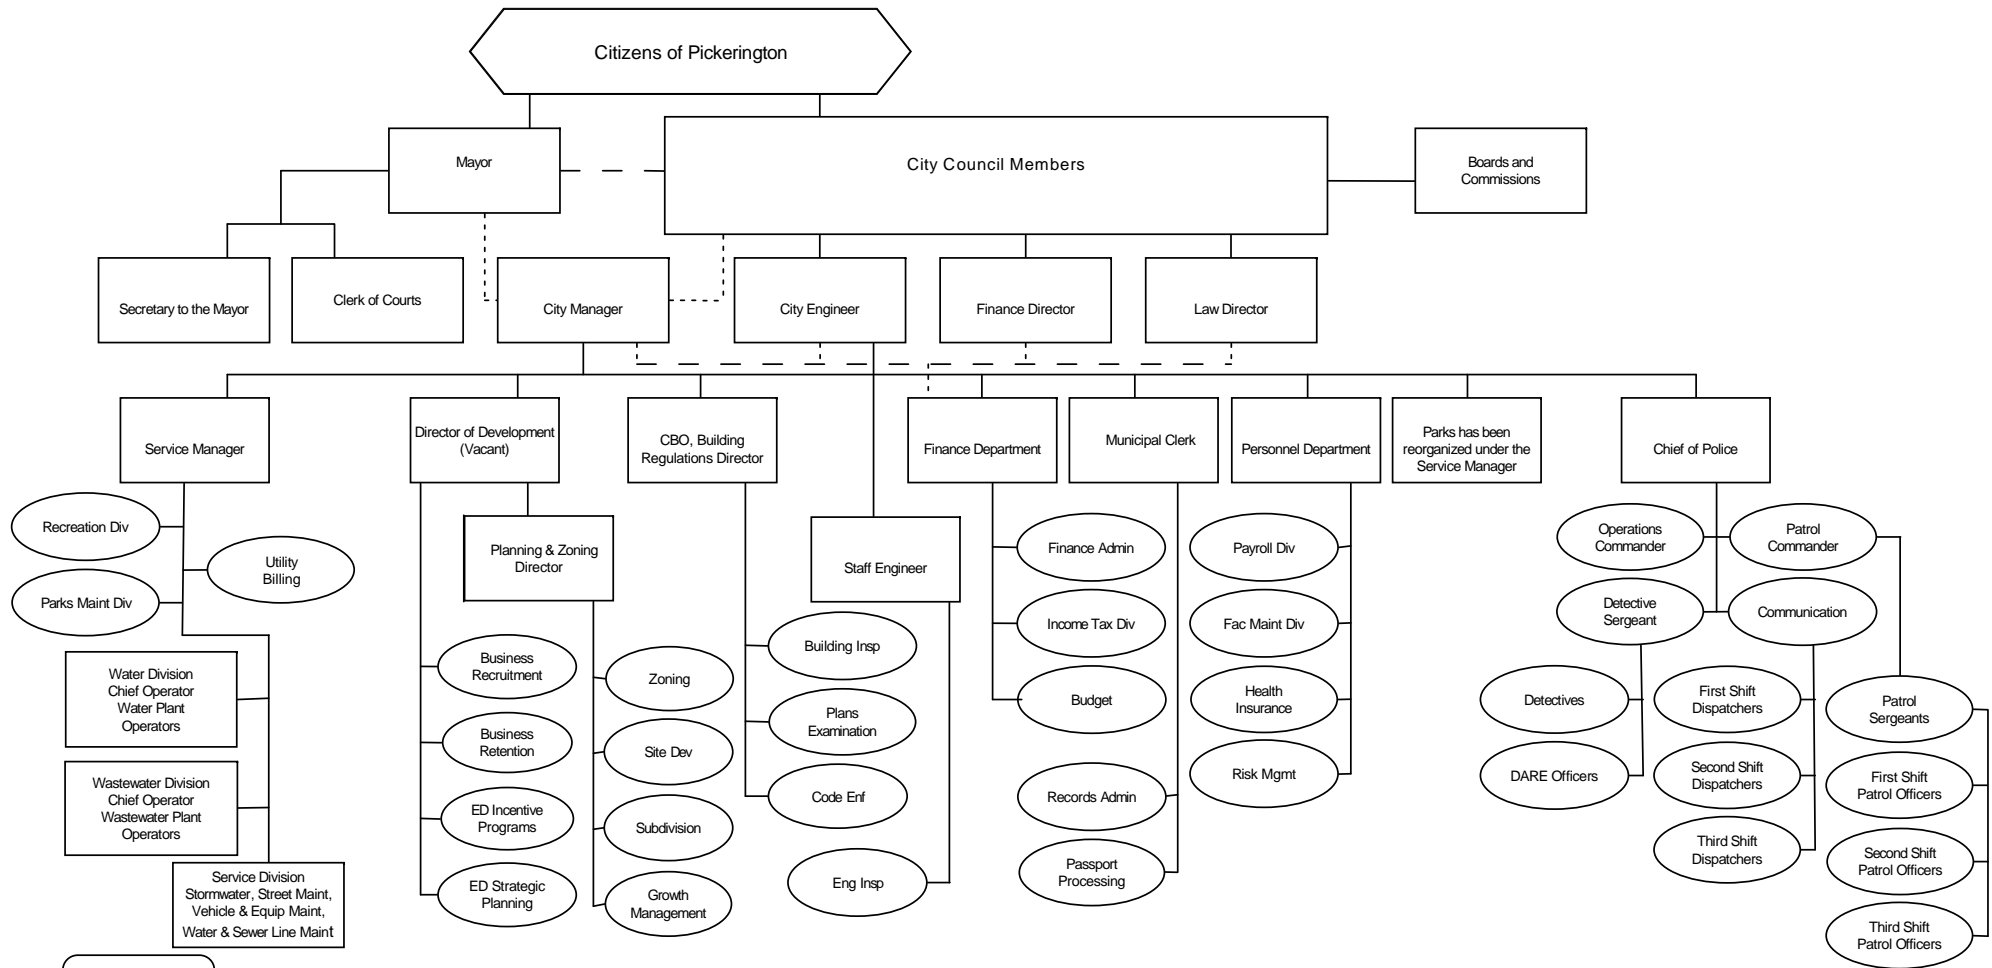 Citizens of Pickerington
Mayor
City Council Members
Boards and
Commissions
Secretary to the Mayor
Clerk of Courts
City Manager
City Engineer
Finance Director
Law Director
Service Manager
Director of Development
(Vacant)
CBO, Building
Regulations Director
Finance Department
Municipal Clerk
Personnel Department
Parks has been
reorganized under the
Service Manager
Chief of Police
Recreation Div
Utility
Billing
Parks Maint Div
Water Division
Chief Operator
Water Plant
Operators
Wastewater Division
Chief Operator
Wastewater Plant
Operators
Service Division
Stormwater, Street Maint,
Vehicle & Equip Maint,
Water & Sewer Line Maint
Planning & Zoning
Director
Business
Recruitment
Business
Retention
ED Incentive
Programs
ED Strategic
Planning
Zoning
Site Dev
Subdivision
Growth
Management
Building Insp
Plans
Examination
Code Enf
Staff Engineer
Eng Insp
Finance Admin
Income Tax Div
Budget
Records Admin
Passport
Processing
Payroll Div
Fac Maint Div
Health
Insurance
Risk Mgmt
Operations
Commander
Patrol
Commander
Detective
Sergeant
Communication
Detectives
DARE Officers
First Shift
Dispatchers
Second Shift
Dispatchers
Third Shift
Dispatchers
Patrol
Sergeants
First Shift
Patrol Officers
Second Shift
Patrol Officers
Third Shift
Patrol Officers